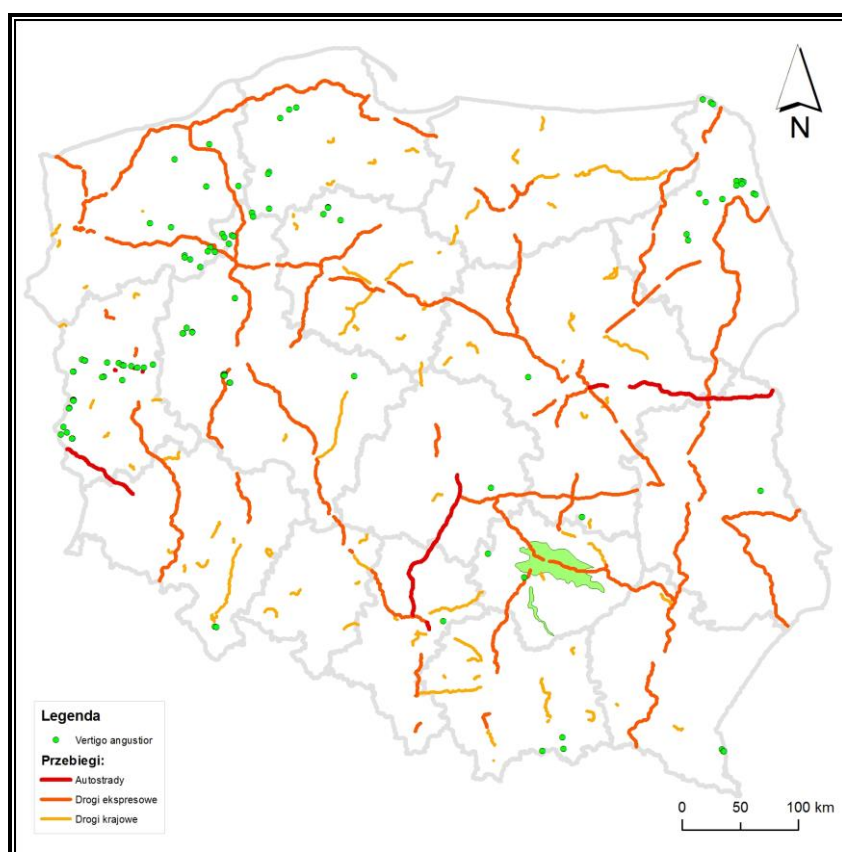 N
Legenda
Vertigo angustior
Przebiegi:
Autostrady
Drogi ekspresowe
Drogi krajowe
0 50 100 km